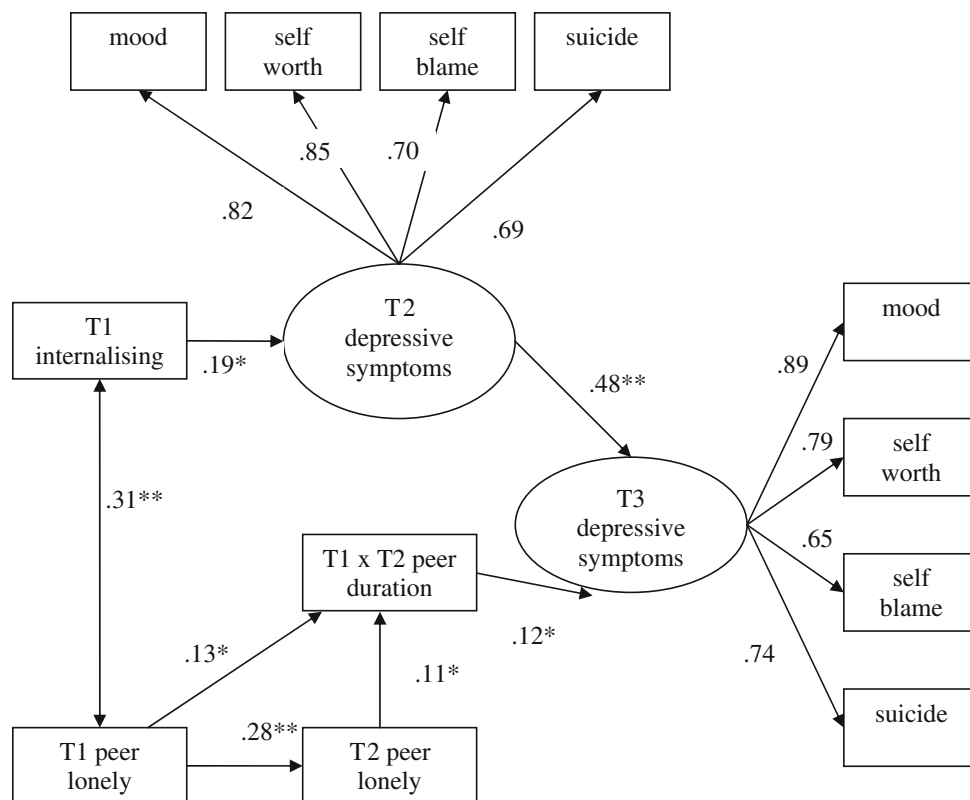 mood
self
worth
self
blame
suicide
.82
.85
.70
.69
T2
depressive
symptoms
T1
internalising
.19*
.48**
mood
.89
self
worth
.79
self
blame
.65
suicide
.74
T3
depressive
symptoms
.31**
T1 x T2 peer
duration
.12*
.13*
.11*
T1 peer
lonely
.28**
T2 peer
lonely